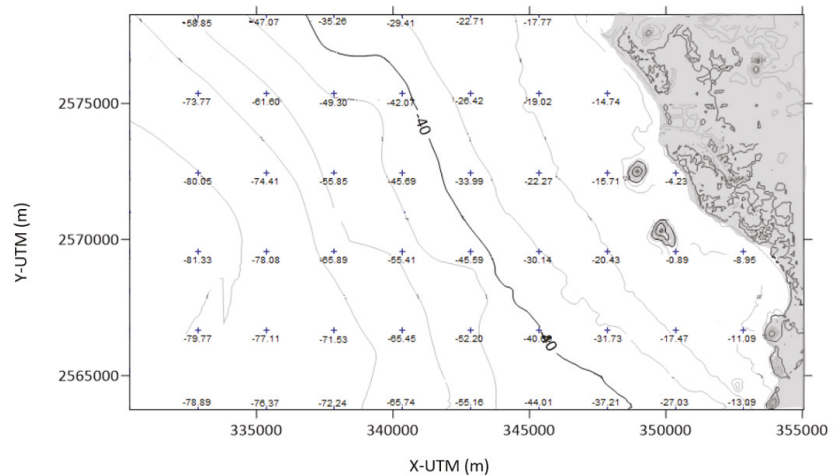 -58.85 -47.07 -35.26 -29.41 -22.71 -17.77
2575000
-73.77 -61.60 -49.30 -42.07 -26.42 -19.02 -14.74
-40
-80.05 -74.41 -55.85 -45.69 -33.99 -22.27 -15.71 -4.23
2570000
-81.33 -78.08 -65.89 -55.41 -45.59 -30.14 -20.43 -0.89 -8.95
Y-UTM (m)
-79.77 -77.11 -71.53 -65.45 -52.20 -31.73 -17.47 -11.09
2565000
-78.89 -76.37 -72.24 -65.74 -55.16 -44.01 -37.21 -27.03 -13.09
335000 340000 345000 350000 355000
X-UTM (m)